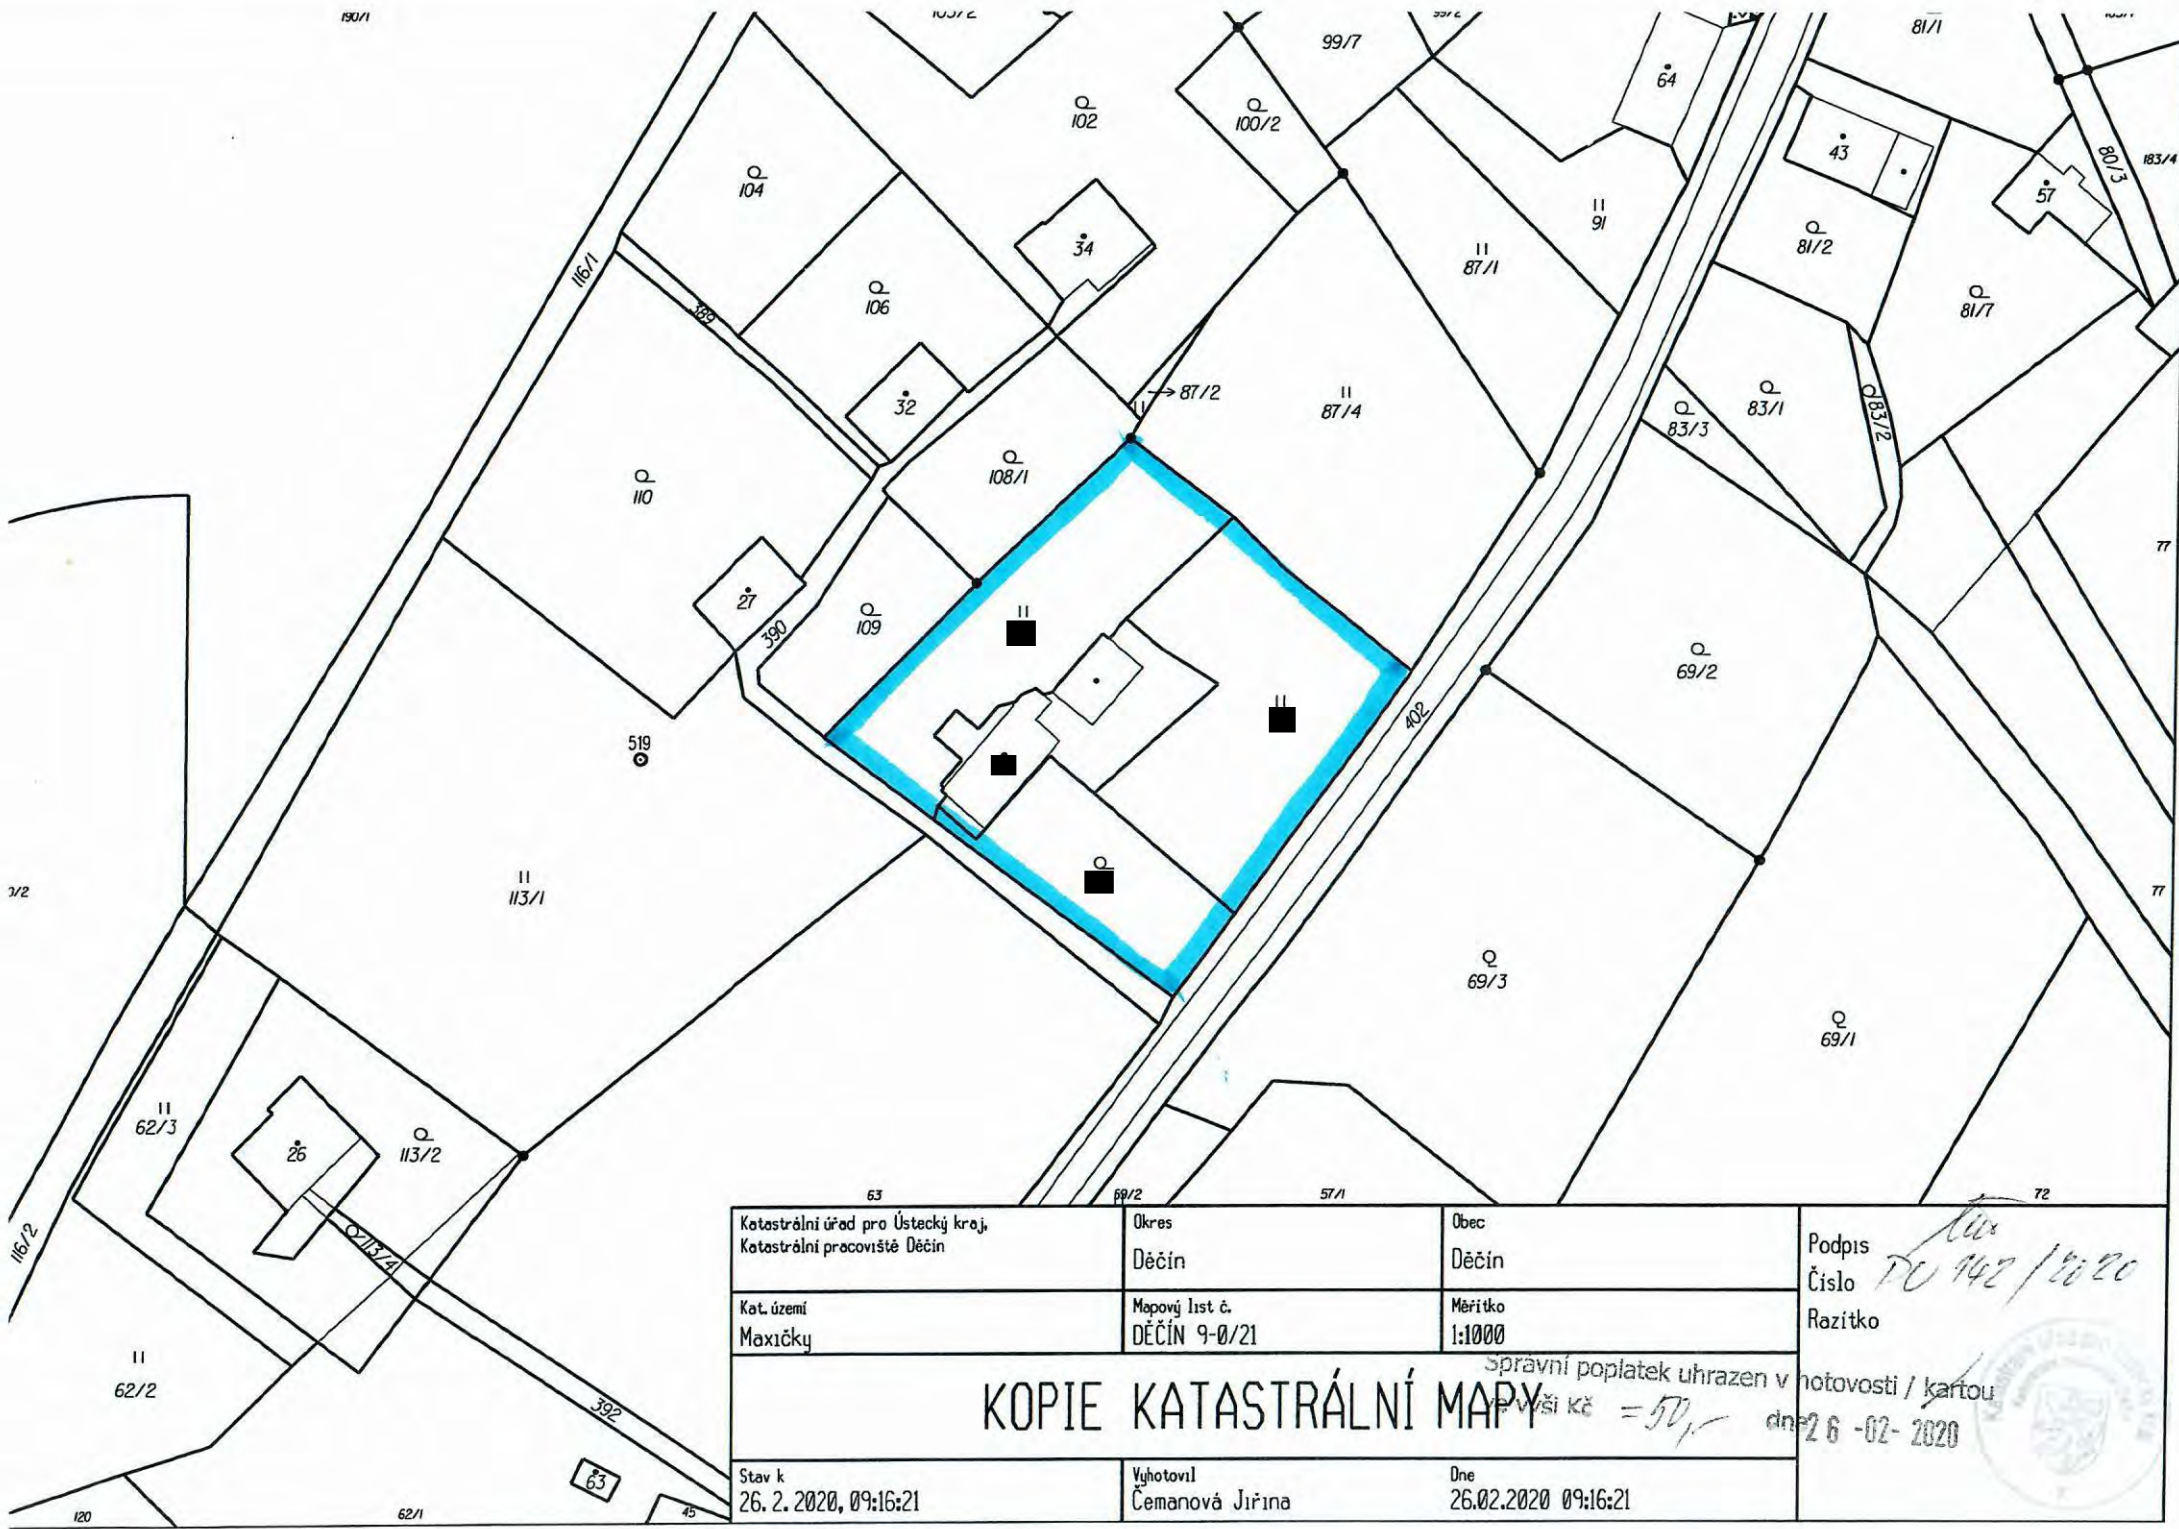 190/1
99/7
81/1
64
102
100/2
43
183/4
80/3
104
57
91
34
81/2
87/1
116/1
106
389
81/7
87/2
87/4
32
83/1
83/3
83/2
108/1
110
77
27
109
390
69/2
402
519
113/1
77
69/3
69/1
62/3
26
113/2
116/2
113/4
62/2
392
63
120
62/1
45
63
69/2
57/1
72
Katastrální úřad pro Ústecký kraj,
Katastrální pracoviště Děčín
Okres
Děčín
Obec
Děčín
Kat. území
Maxičky
Mapový list č.
DĚČÍN 9-0/21
Měřítko
1:1000
Podpis
Číslo 142/2020
Razítko
KOPIE KATASTRÁLNÍ MAPY
Správní poplatek uhrazen v hotovosti / kartou
ve výši Kč =50,- dne 26 -02- 2020
Stav k
26. 2. 2020, 09:16:21
Vyhotovil
Čemanová Jiřina
Dne
26.02.2020 09:16:21